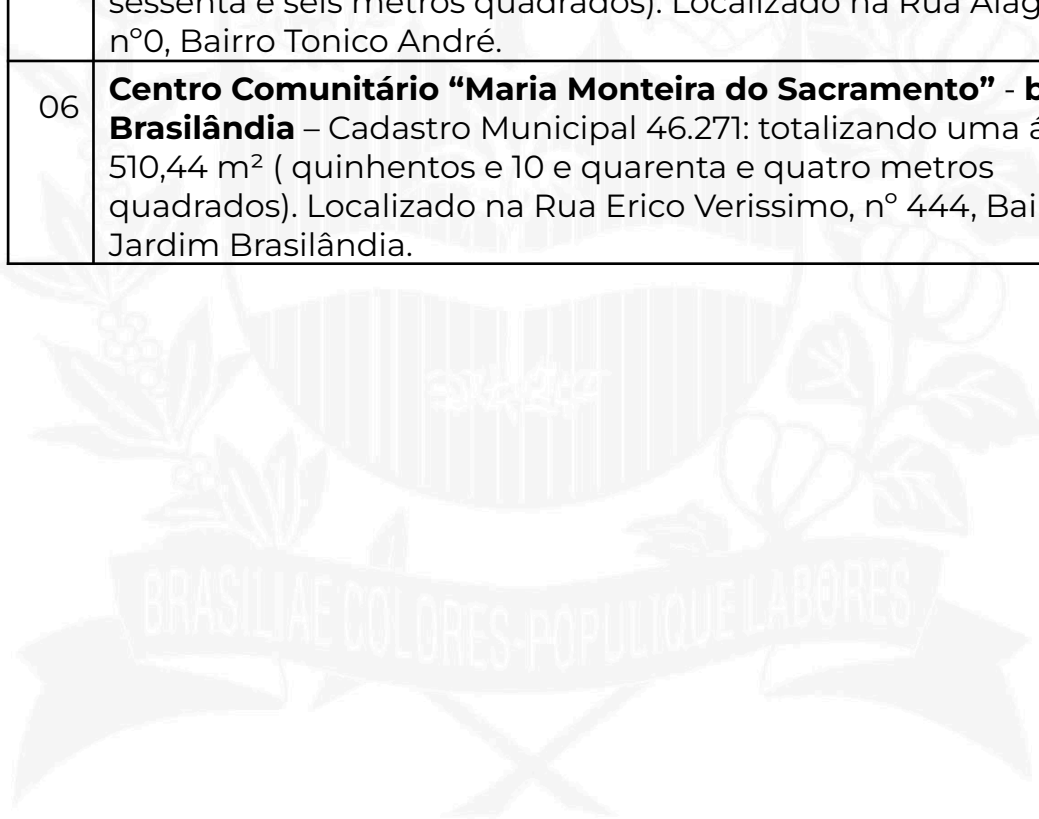 sessenta e seis metros quadrados). Localizado na Rua
nº0, Bairro Tonico André.
06
Centro Comunitário “Maria Monteira do Sacramento” -
Brasilândia – Cadastro Municipal 46.271: totalizando uma
510,44 m² ( quinhentos e 10 e quarenta e quatro metros
quadrados). Localizado na Rua Erico Verissimo, nº 444,
Jardim Brasilândia.
BRASILIAE COLORES-POPULIQUE LABORES